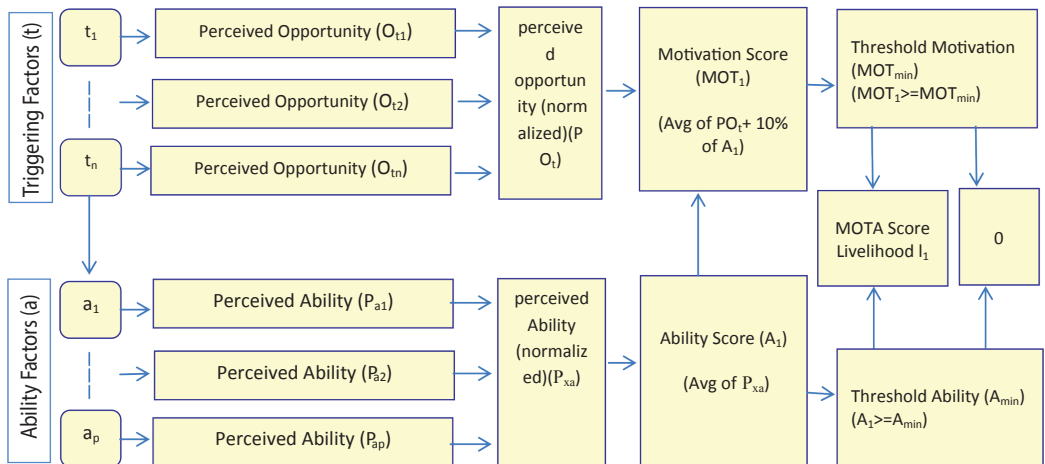 Triggering Factors (t)
t1
Perceived Opportunity (Ot1)
Perceived Opportunity (Ot2)
tn
Perceived Opportunity (Otn)
perceive
d
opportu
nity (norm
alized)(P
Ot)
Motivation Score
(MOT1)
(Avg of POt+ 10%
of A1)
Threshold Motivation
(MOTmin)
(MOT1>=MOTmin)
MOTA Score
Livelihood l1
0
Ability Factors (a)
a1
Perceived Ability (Pa1)
Perceived Ability (Pa2)
ap
Perceived Ability (Pap)
perceived
Ability
(normaliz
ed)(Pxa)
Ability Score (A1)
(Avg of Pxa)
Threshold Ability (Amin)
(A1>=Amin)